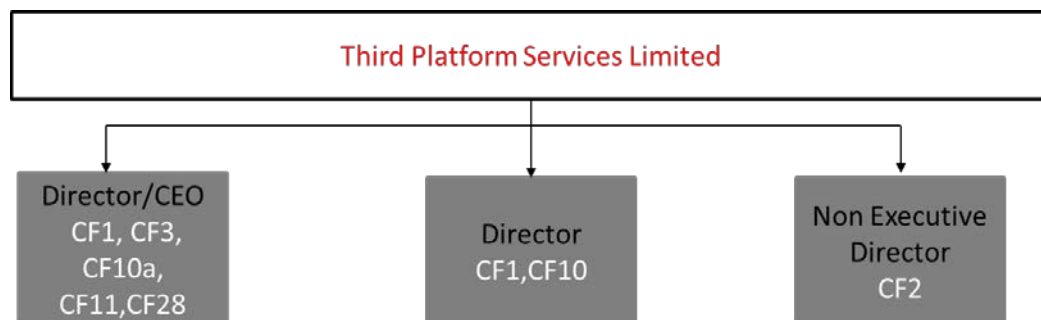 Third Platform Services Limited
Director/CEO
CF1, CF3,
CF10a,
CF11,CF28
Director
CF1,CF10
Non Executive
Director
CF2